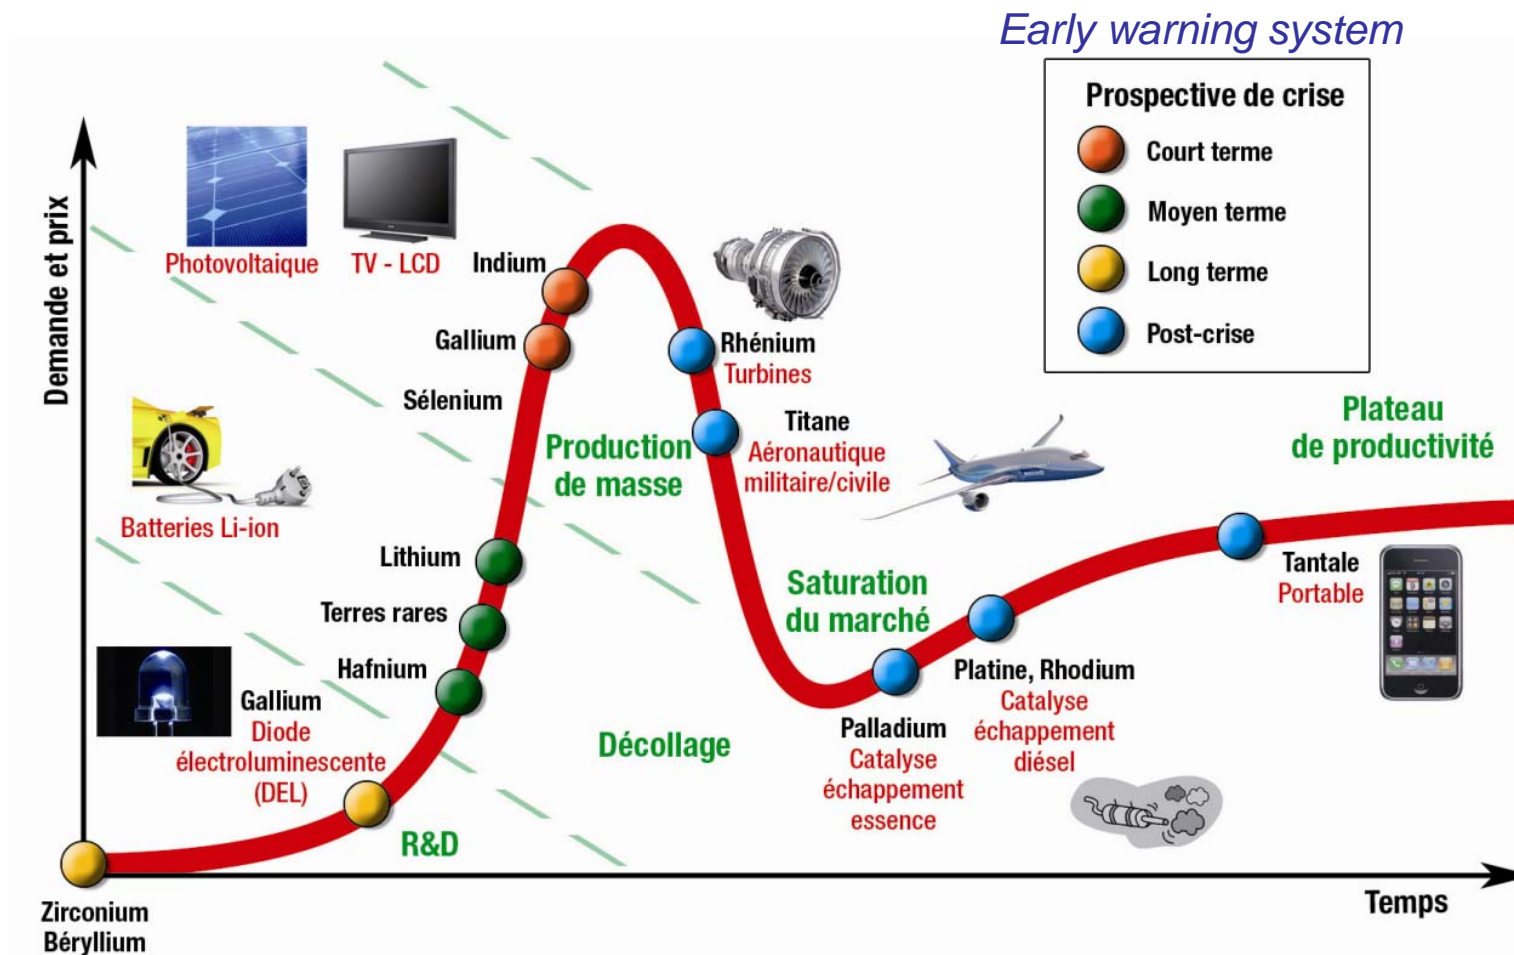 Early warning system
Prospective de crise
Court terme
Moyen terme
Long terme
Post-crise
Demande et prix
Photovoltaique
TV - LCD
Indium
Gallium
Sélenium
Rhénium
Turbines
Titane
Aéronautique
militaire/civile
Production
de masse
Plateau
de productivité
Batteries Li-ion
Lithium
Terres rares
Hafnium
Saturation
du marché
Tantale
Portable
Gallium
Diode
électroluminescente
(DEL)
Décollage
Palladium
Catalyse
échappement
essence
Platine, Rhodium
Catalyse
échappement
diésel
R&D
Temps
Zirconium
Béryllium